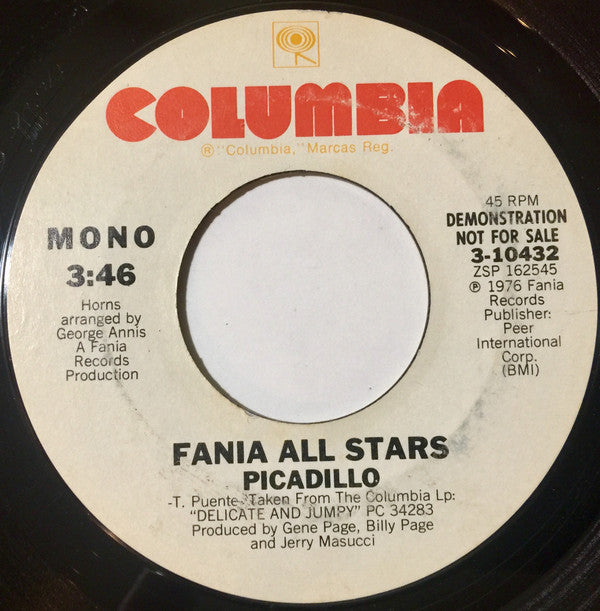 COLUMBIA
® "Columbia," Marcas Reg.
MONO
3:46
Horns
arranged by
George Annis
A Fania
Records
Production
45 RPM
DEMONSTRATION
NOT FOR SALE
3-10432
ZSP 162545
℗ 1976 Fania
Records
Publisher:
Peer
International
Corp.
(BMI)
FANIA ALL STARS
PICADILLO
-T. Puente- Taken From The Columbia Lp:
"DELICATE AND JUMPY" PC 34283
Produced by Gene Page, Billy Page
and Jerry Masucci